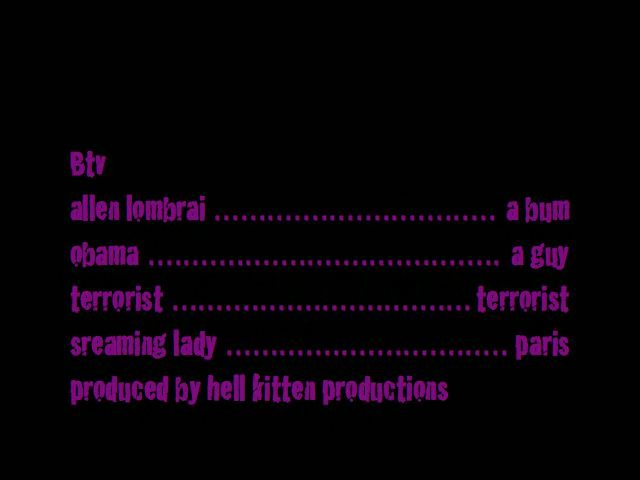 Btv
allen lombrai ................................ a bum
obama ........................................ a guy
terrorist .................................. terrorist
sreaming lady ................................ paris
produced by hell kitten productions